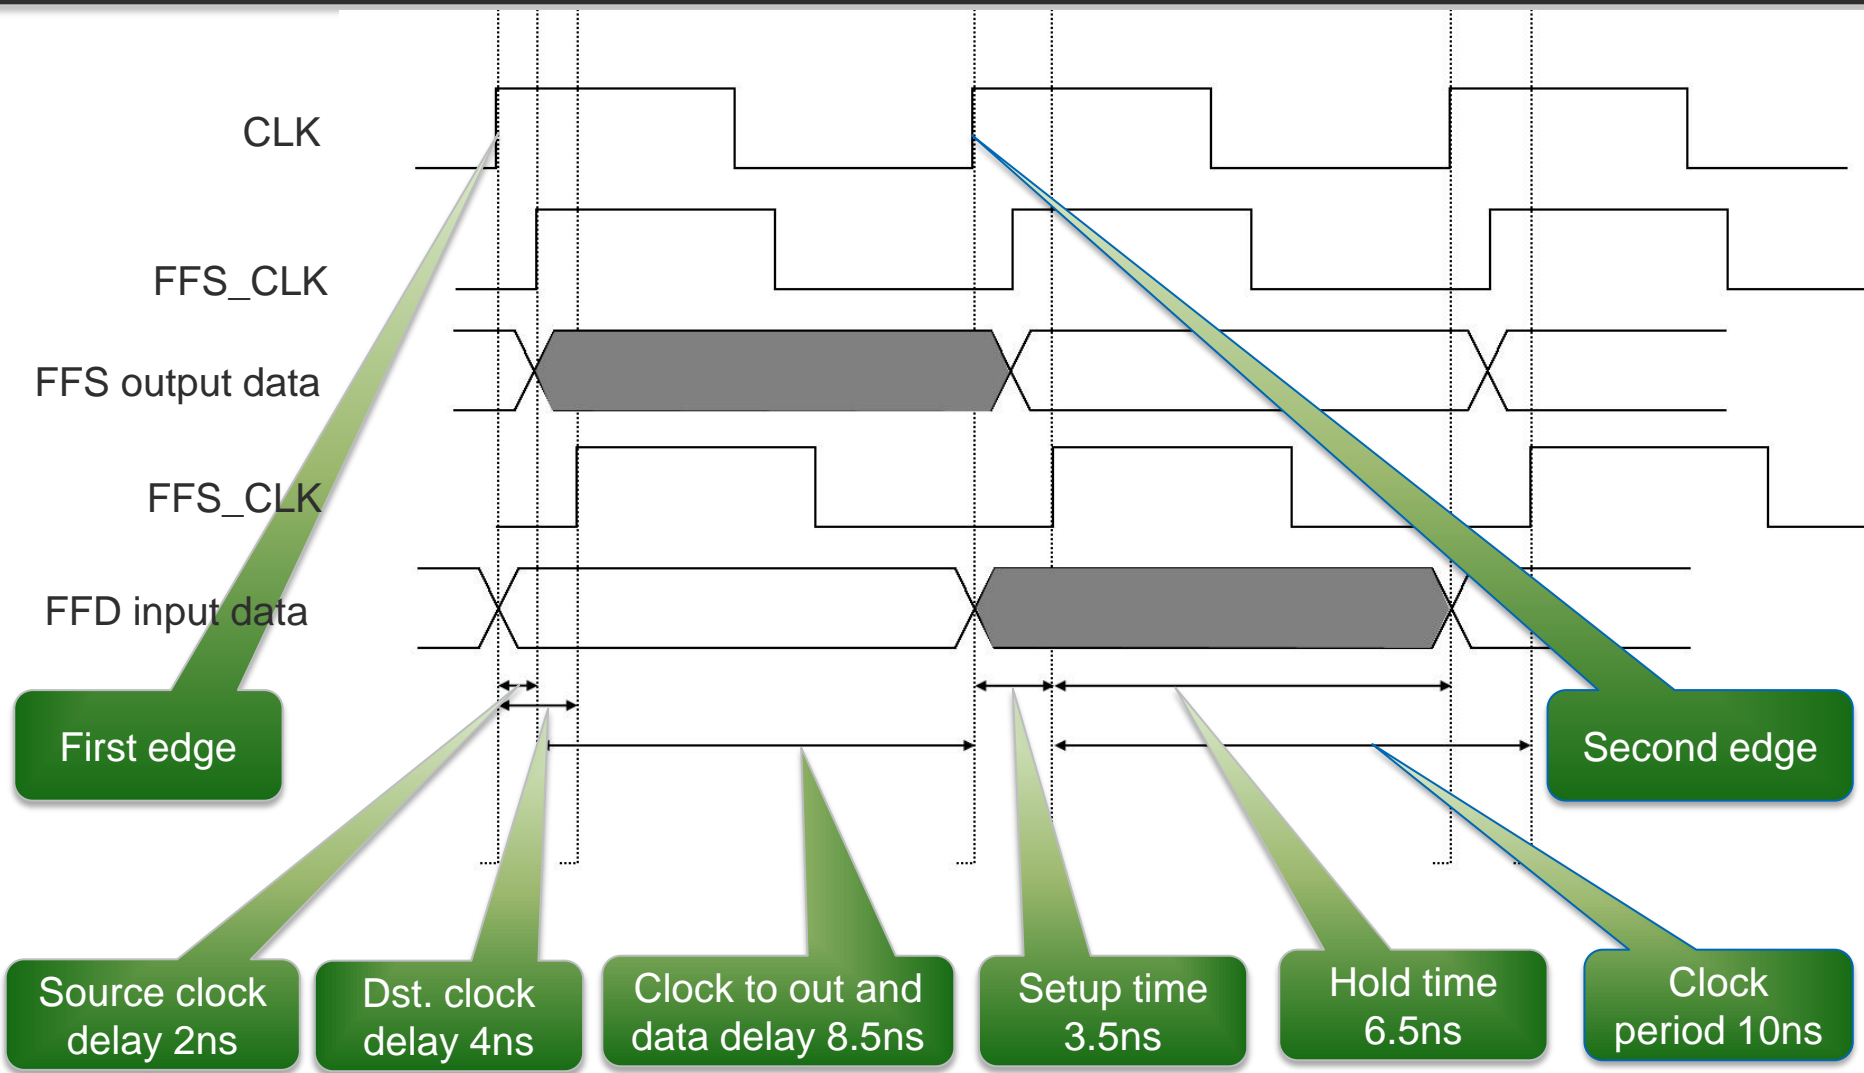 CLK
FFS_CLK
FFS output data
FFS_CLK
FFD input data
First edge
Second edge
Source clock
delay 2ns
Dst. clock
delay 4ns
Clock to out and
data delay 8.5ns
Setup time
3.5ns
Hold time
6.5ns
Clock
period 10ns